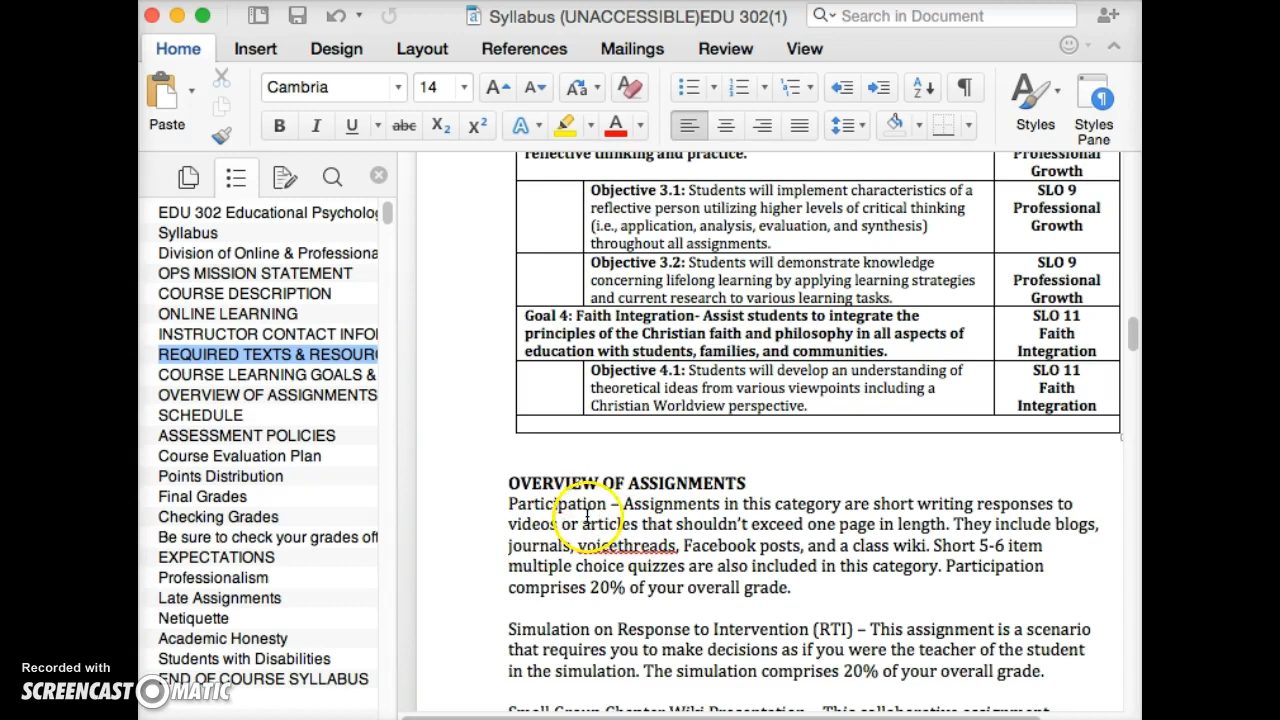 Syllabus (UNACCESSIBLE)EDU 302(1)
Search in Document
Home Insert Design Layout References Mailings Review View
Paste
Cambria 14
Styles
Styles Pane
EDU 302 Educational Psycholo
Syllabus
Division of Online & Professiona
OPS MISSION STATEMENT
COURSE DESCRIPTION
ONLINE LEARNING
INSTRUCTOR CONTACT INFO
REQUIRED TEXTS & RESOUR
COURSE LEARNING GOALS &
OVERVIEW OF ASSIGNMENTS
SCHEDULE
ASSESSMENT POLICIES
Course Evaluation Plan
Points Distribution
Final Grades
Checking Grades
Be sure to check your grades oft
EXPECTATIONS
Professionalism
Late Assignments
Netiquette
Academic Honesty
Students with Disabilities
END OF COURSE SYLLABUS
reflective thinking and practice.
Professional
Growth
Objective 3.1: Students will implement characteristics of a
reflective person utilizing higher levels of critical thinking
(i.e., application, analysis, evaluation, and synthesis)
throughout all assignments.
SLO 9
Professional
Growth
Objective 3.2: Students will demonstrate knowledge
concerning lifelong learning by applying learning strategies
and current research to various learning tasks.
SLO 9
Professional
Growth
Goal 4: Faith Integration- Assist students to integrate the
principles of the Christian faith and philosophy in all aspects of
education with students, families, and communities.
SLO 11
Faith
Integration
Objective 4.1: Students will develop an understanding of
theoretical ideas from various viewpoints including a
Christian Worldview perspective.
SLO 11
Faith
Integration
OVERVIEW OF ASSIGNMENTS
Participation – Assignments in this category are short writing responses to
videos or articles that shouldn't exceed one page in length. They include blogs,
journals, voicethreads, Facebook posts, and a class wiki. Short 5-6 item
multiple choice quizzes are also included in this category. Participation
comprises 20% of your overall grade.
Simulation on Response to Intervention (RTI) – This assignment is a scenario
that requires you to make decisions as if you were the teacher of the student
in the simulation. The simulation comprises 20% of your overall grade.
Small Group Chapter Wiki Presentation – This collaborative assignment
Recorded with
SCREENCAST MATIC